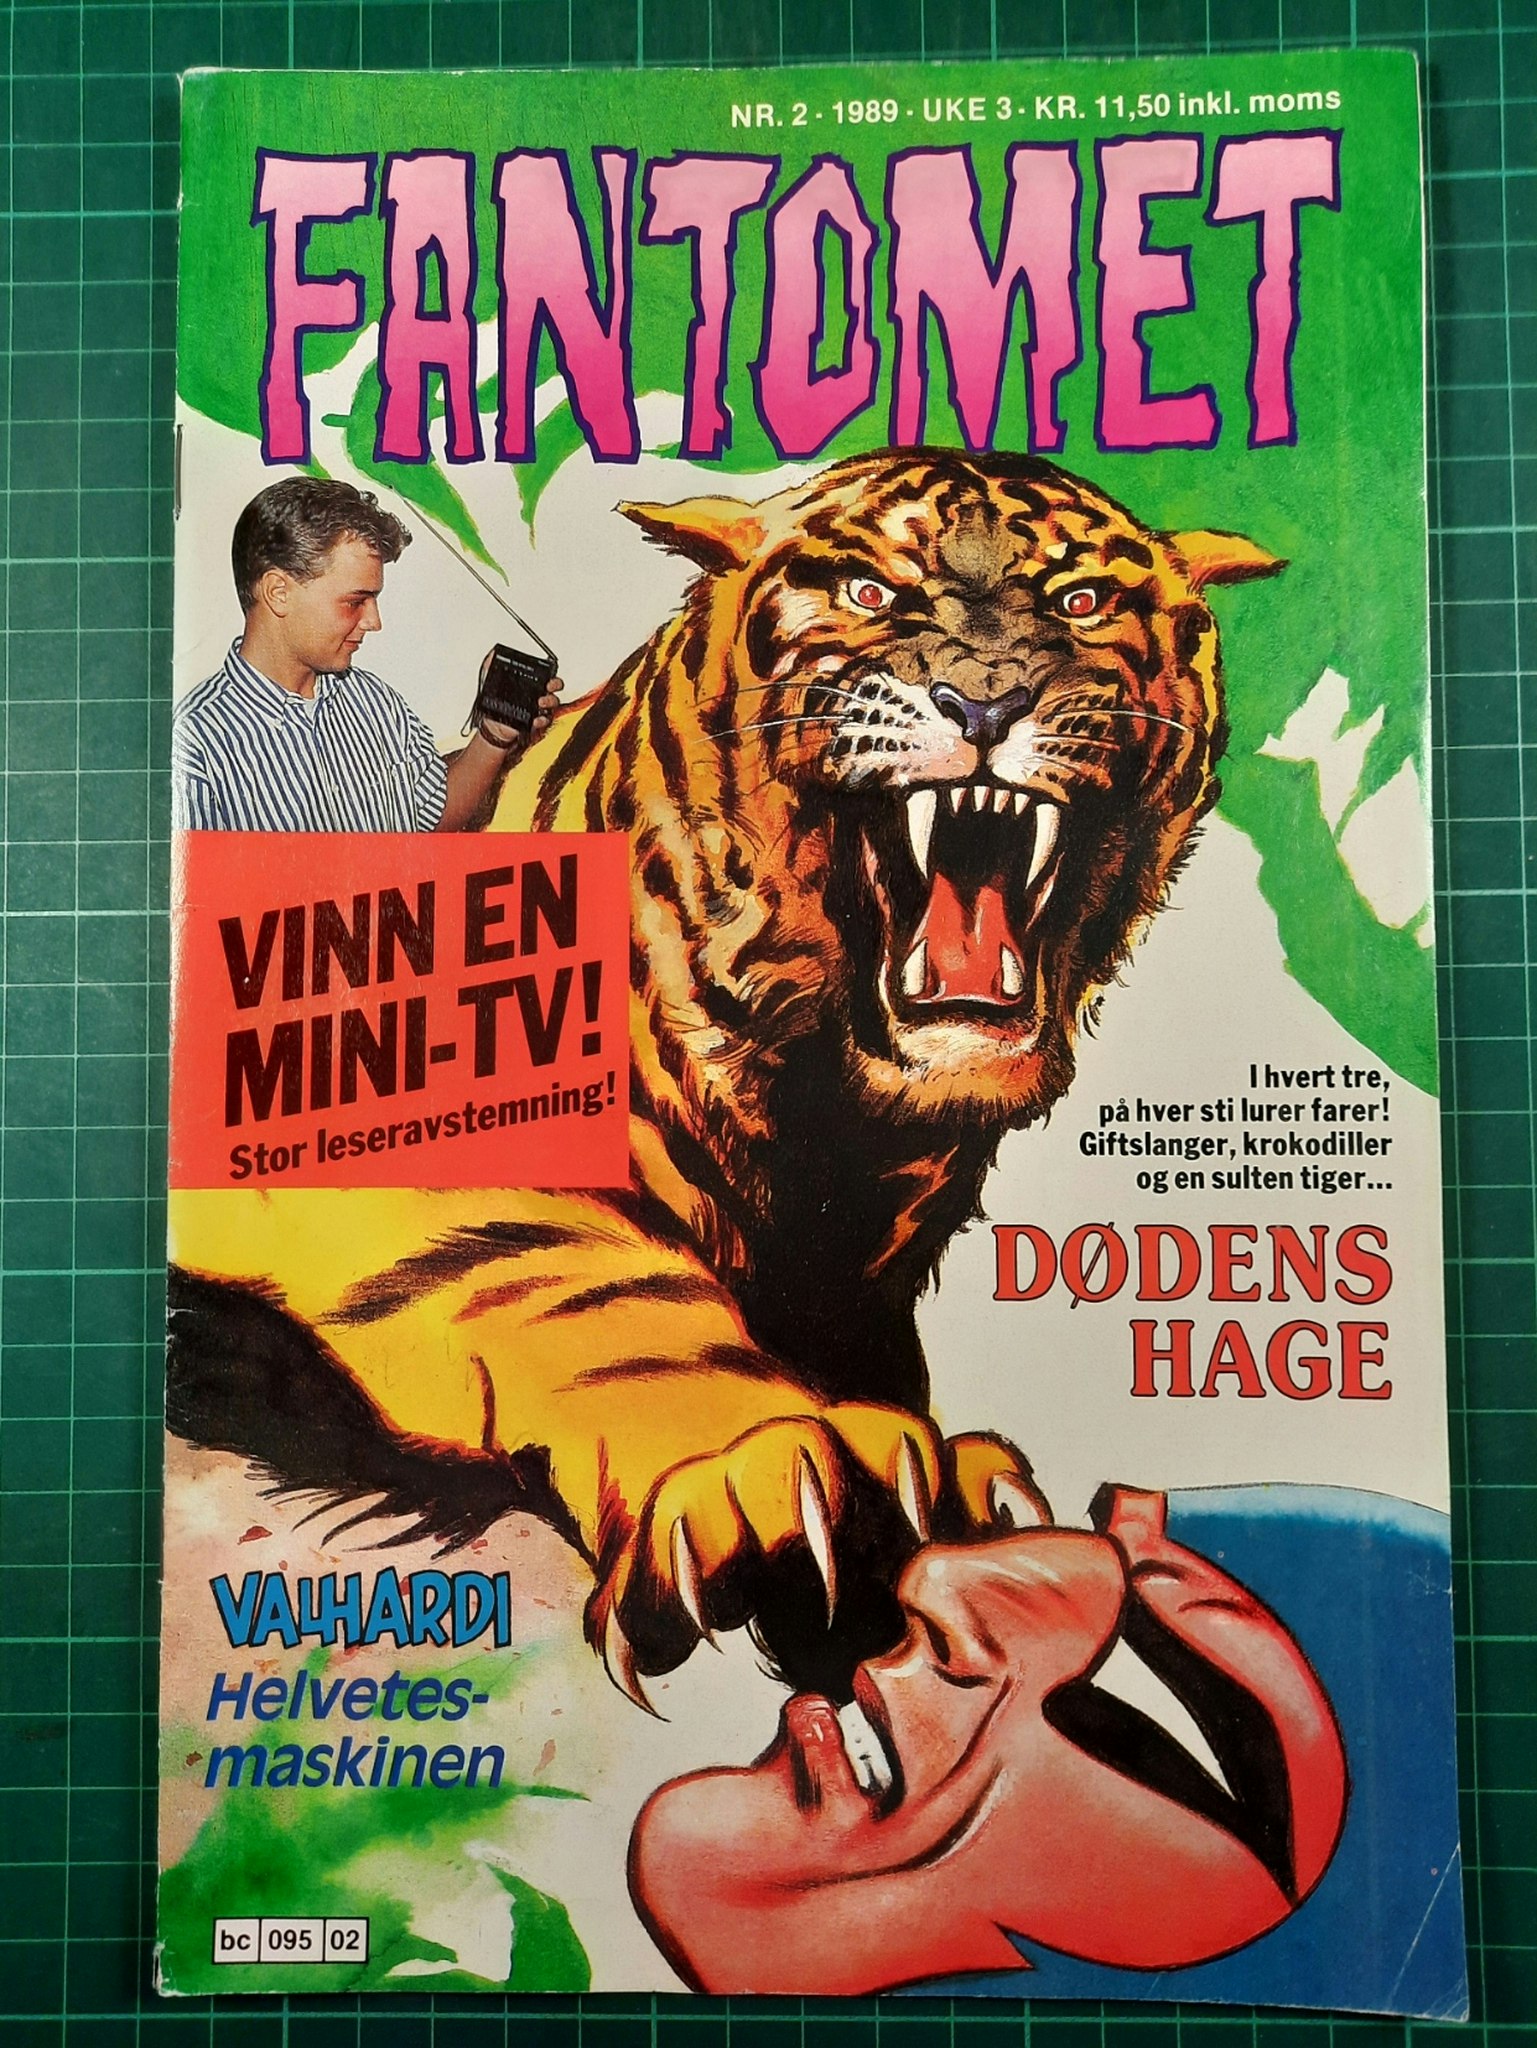 NR. 2 · 1989 · UKE 3 · KR. 11,50 inkl. moms
FANTOMET
VINN EN
MINI-TV!
Stor leseravstemning!
I hvert tre,
på hver sti lurer farer!
Giftslanger, krokodiller
og en sulten tiger...
DØDENS
HAGE
VALHARDI
Helvetes-
maskinen
bc 095 02